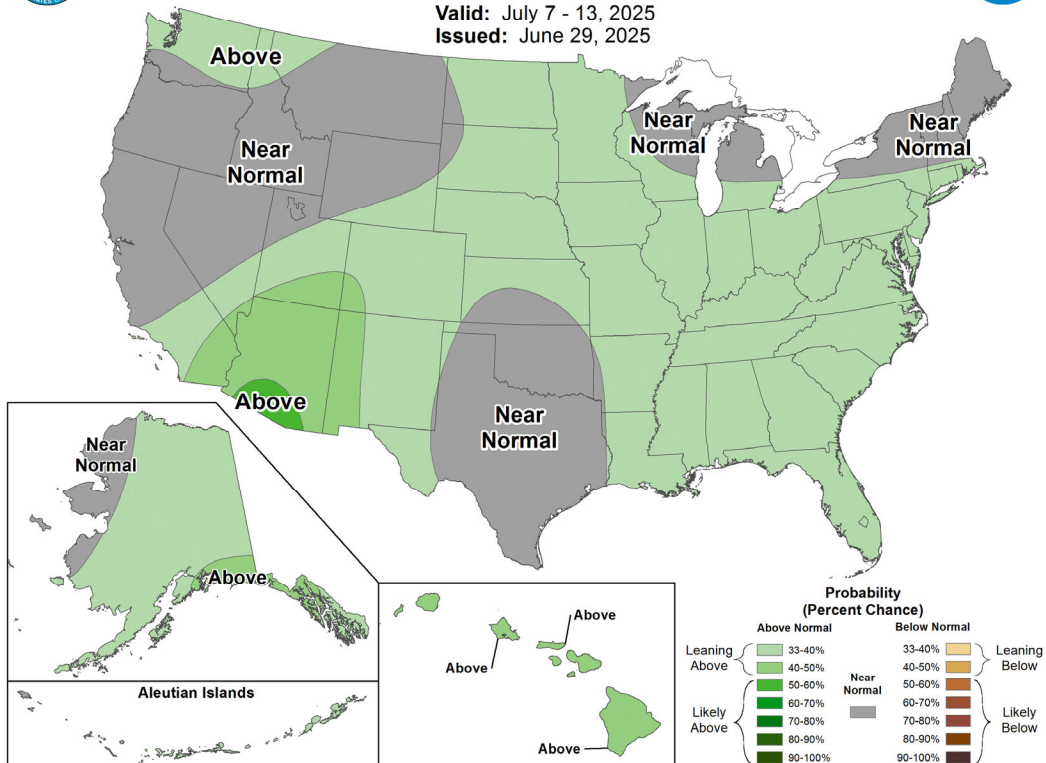 Valid: July 7 - 13, 2025
Issued: June 29, 2025
Above
Near
Normal
Near
Normal
Near
Normal
Above
Near
Normal
Near
Normal
Above
Above
Above
Above
Aleutian Islands
Probability
(Percent Chance)
Above Normal
Below Normal
Leaning
Above
33-40%
40-50%
Likely
Above
50-60%
60-70%
70-80%
80-90%
90-100%
Near
Normal
33-40%
40-50%
Leaning
Below
50-60%
60-70%
70-80%
80-90%
90-100%
Likely
Below